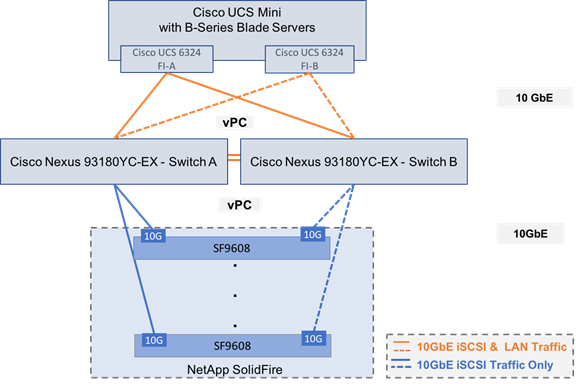 Cisco UCS Mini
with B-Series Blade Servers
Cisco UCS 6324
FI-A
Cisco UCS 6324
FI-B
10 GbE
vPC
Cisco Nexus 93180YC-EX - Switch A
Cisco Nexus 93180YC-EX - Switch B
vPC
10GbE
10G
10G
SF9608
10G
10G
SF9608
NetApp SolidFire
10GbE iSCSI & LAN Traffic
10GbE iSCSI Traffic Only